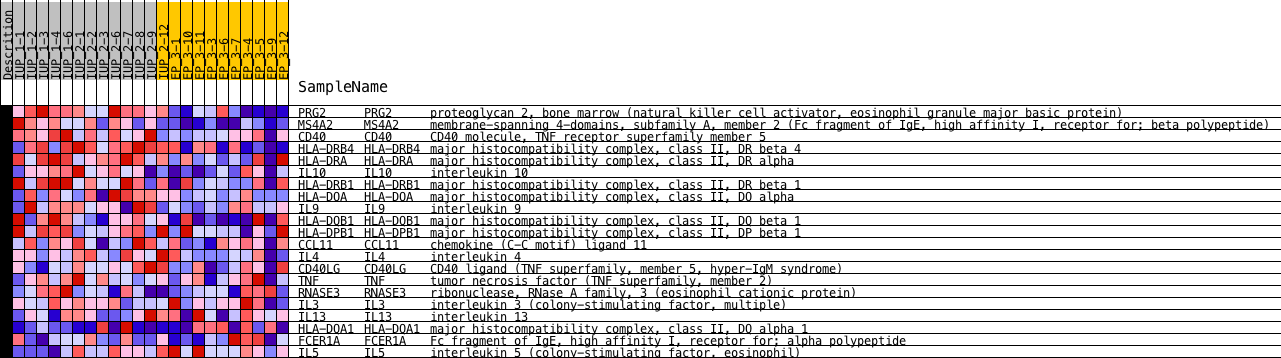 Descrition
IUP_1-1
IUP_1-2
IUP_1-3
IUP_1-4
IUP_1-6
IUP_2-1
IUP_2-2
IUP_2-3
IUP_2-6
IUP_2-7
IUP_2-8
IUP_2-9
IUP_2-12
EP_3-1
EP_3-10
EP_3-11
EP_3-3
EP_3-6
EP_3-7
EP_3-4
EP_3-5
EP_3-9
EP_3-12
SampleName
PRG2 PRG2 proteoglycan 2, bone marrow (natural killer cell activator, eosinophil granule major basic protein)
MS4A2 MS4A2 membrane-spanning 4-domains, subfamily A, member 2 (Fc fragment of IgE, high affinity I, receptor for; beta polypeptide)
CD40 CD40 CD40 molecule, TNF receptor superfamily member 5
HLA-DRB4 HLA-DRB4 major histocompatibility complex, class II, DR beta 4
HLA-DRA HLA-DRA major histocompatibility complex, class II, DR alpha
IL10 IL10 interleukin 10
HLA-DRB1 HLA-DRB1 major histocompatibility complex, class II, DR beta 1
HLA-DOA HLA-DOA major histocompatibility complex, class II, DO alpha
IL9 IL9 interleukin 9
HLA-DOB1 HLA-DOB1 major histocompatibility complex, class II, DO beta 1
HLA-DPB1 HLA-DPB1 major histocompatibility complex, class II, DP beta 1
CCL11 CCL11 chemokine (C-C motif) ligand 11
IL4 IL4 interleukin 4
CD40LG CD40LG CD40 ligand (TNF superfamily, member 5, hyper-IgM syndrome)
TNF TNF tumor necrosis factor (TNF superfamily, member 2)
RNASE3 RNASE3 ribonuclease, RNase A family, 3 (eosinophil cationic protein)
IL3 IL3 interleukin 3 (colony-stimulating factor, multiple)
IL13 IL13 interleukin 13
HLA-DOA1 HLA-DOA1 major histocompatibility complex, class II, DO alpha 1
FCER1A FCER1A Fc fragment of IgE, high affinity I, receptor for; alpha polypeptide
IL5 IL5 interleukin 5 (colony-stimulating factor, eosinophil)